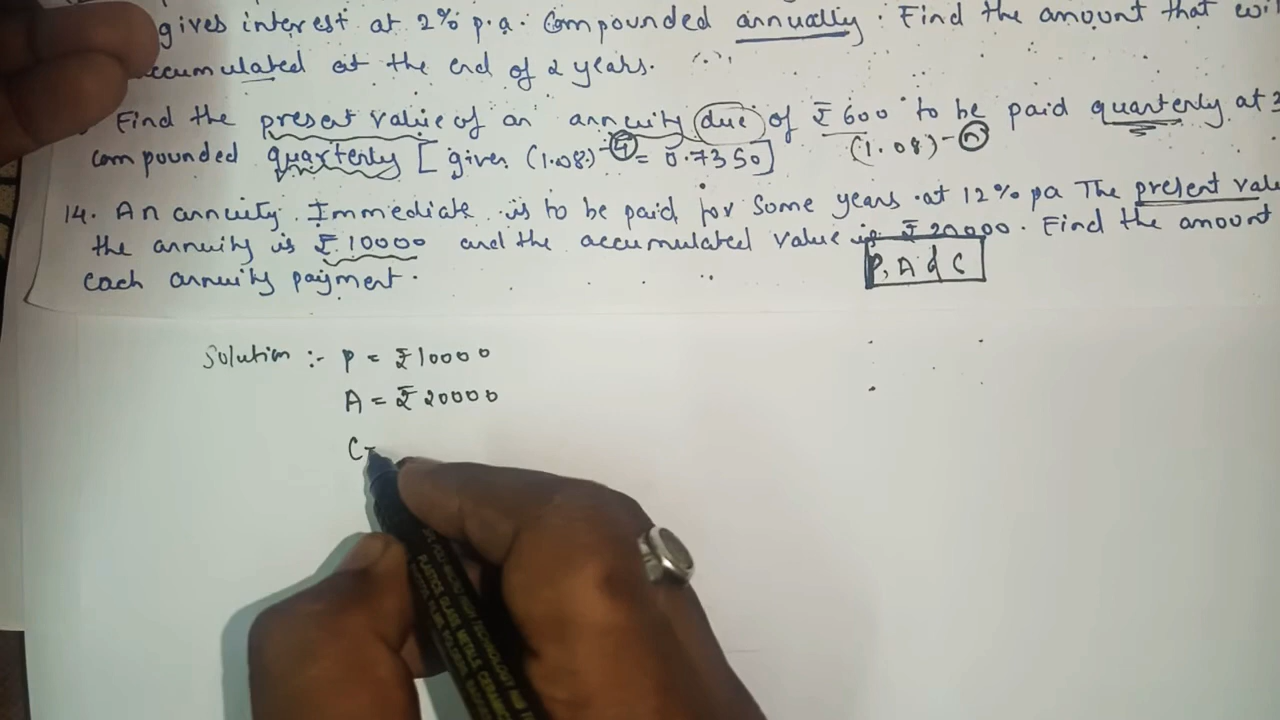 gives interest at 2% p.a. Compounded annually. Find the amount that
ccumulated at the end of 2 years.
Find the present value of an annuity due of ₹ 600 to be paid quarterly at
compounded quarterly [given (1.08)-4 = 0.7350] (1.08)-n
14. An annuity Immediate is to be paid for Some years at 12% pa The present
the annuity is ₹ 10000 and the accumulated value is ₹ 20000. Find the amount
each annuity payment.
P, A & C
Solution :- P = ₹ 10000
A = ₹ 20000
C=